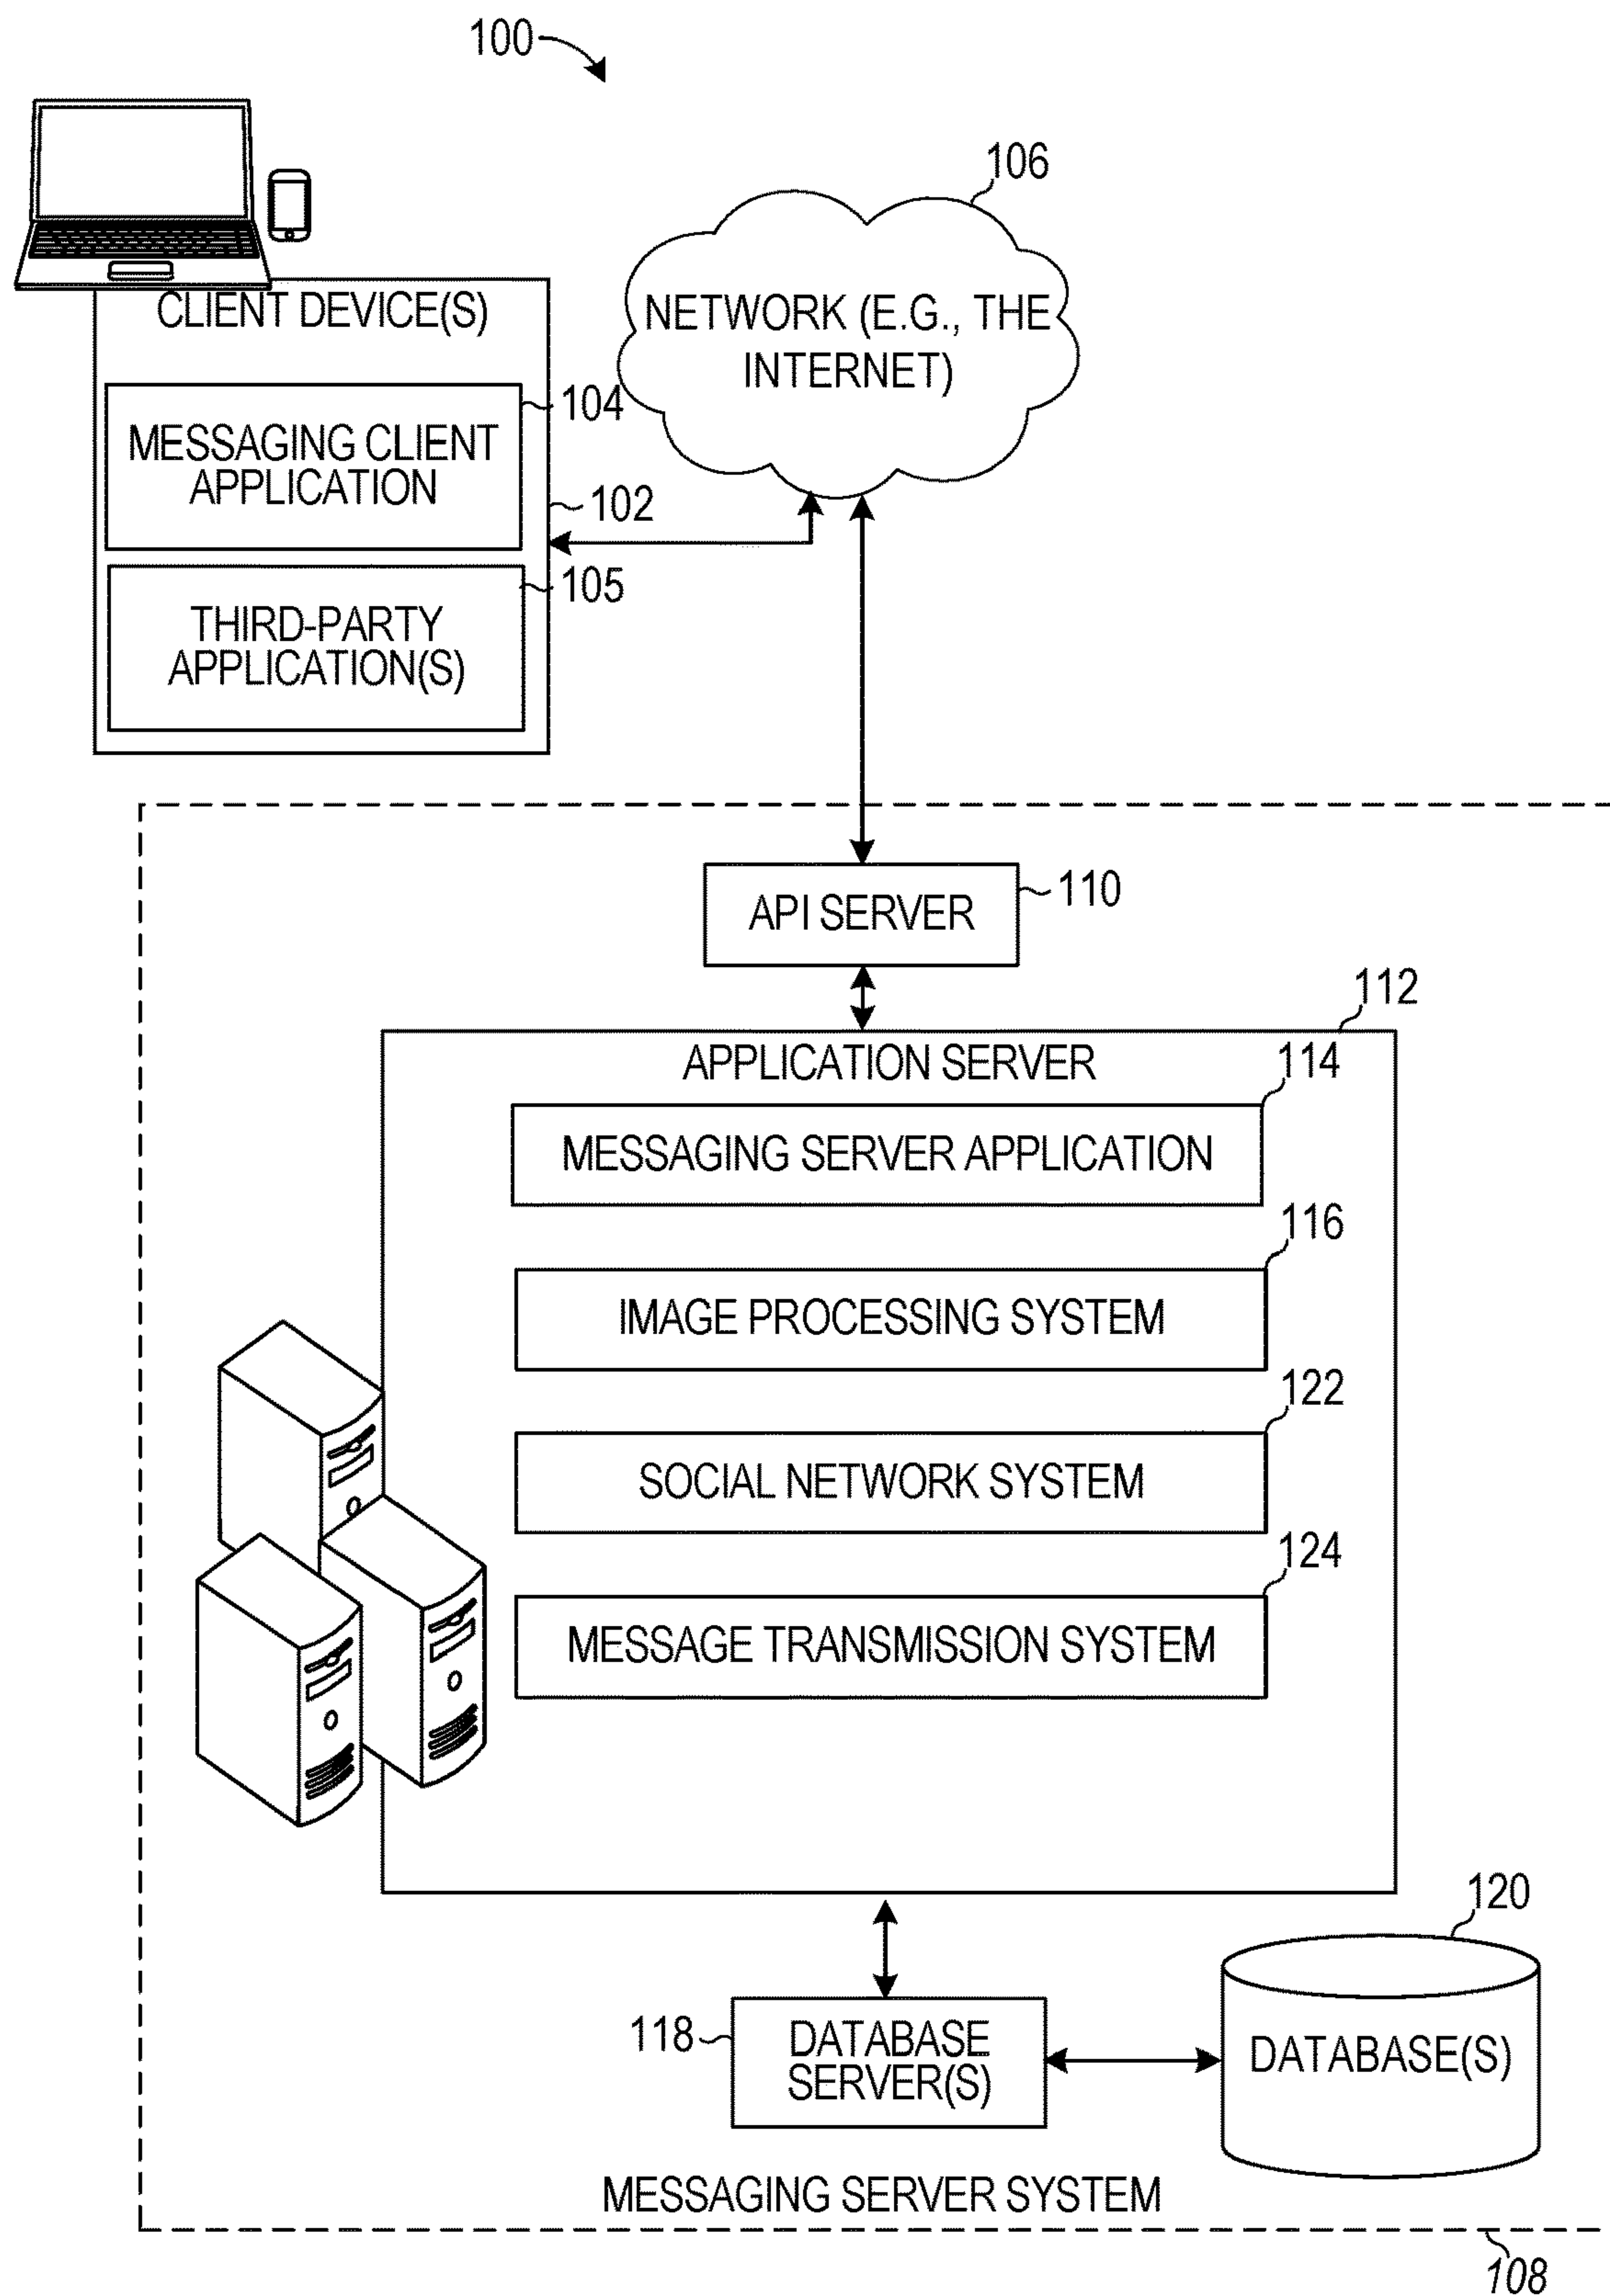 100
106
CLIENT DEVICE(S)
NETWORK (E.G., THE
INTERNET)
104
MESSAGING CLIENT
APPLICATION
102
105
THIRD-PARTY
APPLICATION(S)
110
API SERVER
112
APPLICATION SERVER
114
MESSAGING SERVER APPLICATION
116
IMAGE PROCESSING SYSTEM
122
SOCIAL NETWORK SYSTEM
124
MESSAGE TRANSMISSION SYSTEM
120
118
DATABASE
SERVER(S)
DATABASE(S)
MESSAGING SERVER SYSTEM
108